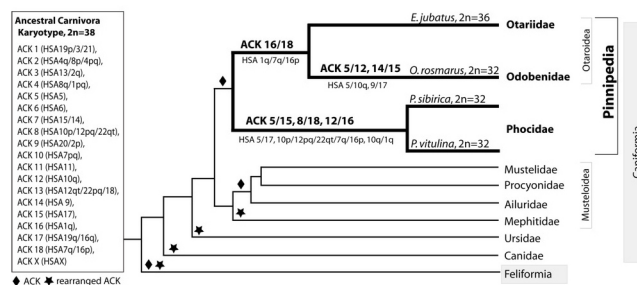 Ancestral Carnivora
Karyotype, 2n=38
ACK 1 (HSA19p/3/21),
ACK 2 (HSA4q/8p/4pq)
ACK 3 (HSA13/2q)
ACK 4 (HSA8q/1pq),
ACK 5 (HSA5),
ACK 6 (HSA6),
ACK 7 (HSA15/14)
ACK 8 (HSA10p/12pq/22qt),
ACK 9 (HSA20/2p),
ACK 10 (HSA7pq)
ACK 11 (HSA11),
ACK 12 (HSA10q),
ACK 13 (HSA12qt/22pq/18),
ACK 14 (HSA 9),
ACK 15 (HSA17),
ACK 16 (HSA1q)
ACK 17 (HSA19q/16q),
ACK 18 (HSA7q/16p),
ACK X (HSAX)
♦ ACK ★ rearranged ACK
ACK 16/18
HSA 1q/7q/16p
E. jubatus, 2n=36
Otariidae
ACK 5/12, 14/15
HSA 5/10q, 9/17
O. rosmarus, 2n=32
Odobenidae
Otaroidea
ACK 5/15, 8/18, 12/16
HSA 5/17, 10p/12pq/22qt/7q/16p, 10q/1q
P. sibirica, 2n=32
Phocidae
P. vitulina, 2n=32
Pinnipedia
Mustelidae
Procyonidae
Ailuridae
Mephitidae
Musteloidea
Ursidae
Canidae
Feliformia
Caniformia